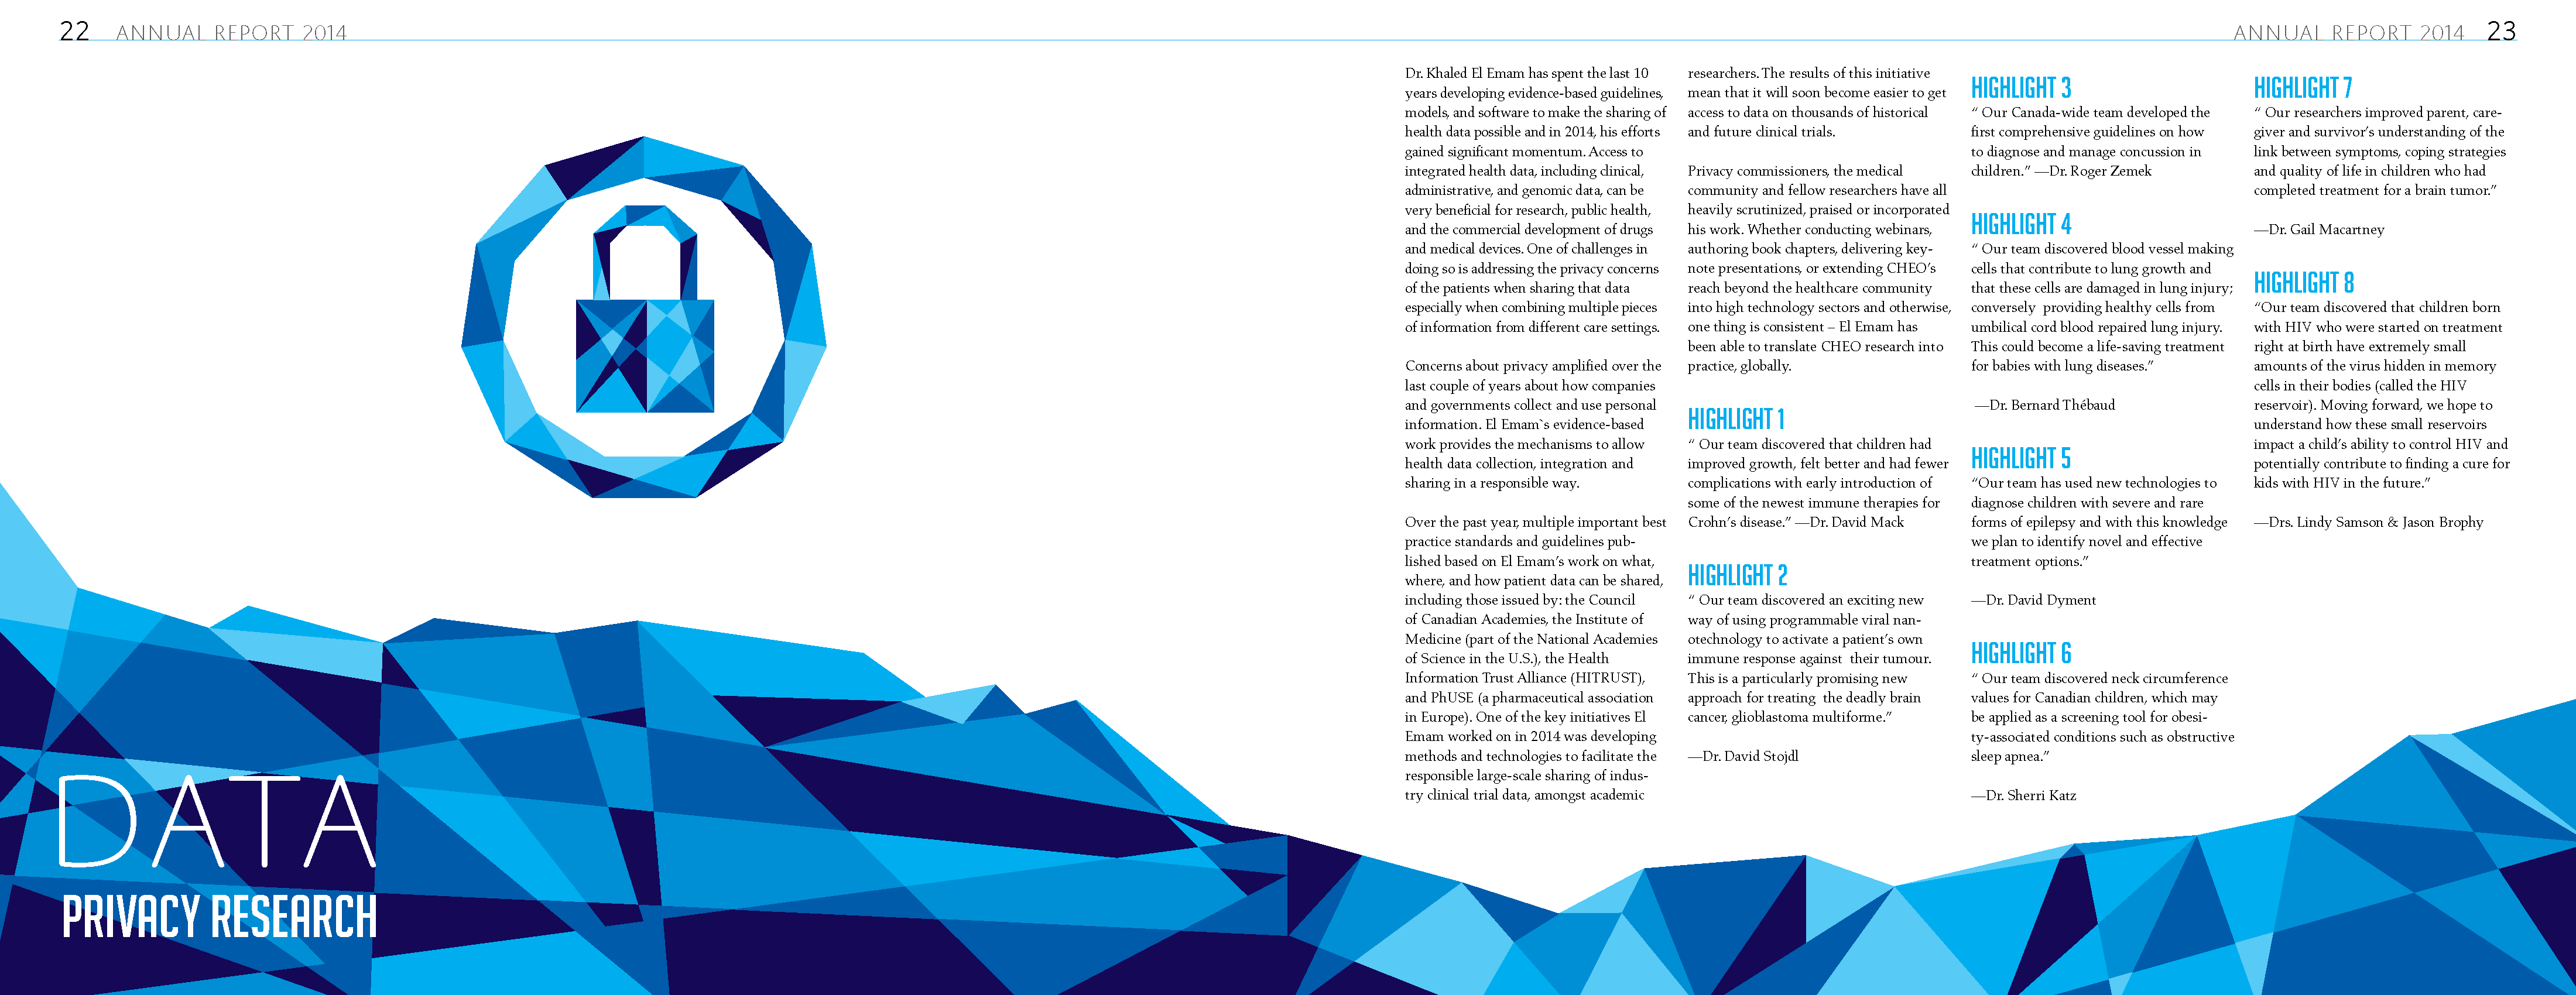 22 ANNUAL REPORT 2014
DATA
PRIVACY RESEARCH
ANNUAL REPORT 2014 23
Dr. Khaled El Emam has spent the last 10
years developing evidence-based guidelines,
models, and software to make the sharing of
health data possible and in 2014, his efforts
gained significant momentum. Access to
integrated health data, including clinical,
administrative, and genomic data, can be
very beneficial for research, public health,
and the commercial development of drugs
and medical devices. One of challenges in
doing so is addressing the privacy concerns
of the patients when sharing that data
especially when combining multiple pieces
of information from different care settings.
Concerns about privacy amplified over the
last couple of years about how companies
and governments collect and use personal
information. El Emam`s evidence-based
work provides the mechanisms to allow
health data collection, integration and
sharing in a responsible way.
Over the past year, multiple important best
practice standards and guidelines pub-
lished based on El Emam’s work on what,
where, and how patient data can be shared,
including those issued by: the Council
of Canadian Academies, the Institute of
Medicine (part of the National Academies
of Science in the U.S.), the Health
Information Trust Alliance (HITRUST),
and PhUSE (a pharmaceutical association
in Europe). One of the key initiatives El
Emam worked on in 2014 was developing
methods and technologies to facilitate the
responsible large-scale sharing of indus-
try clinical trial data, amongst academic
researchers. The results of this initiative
mean that it will soon become easier to get
access to data on thousands of historical
and future clinical trials.
Privacy commissioners, the medical
community and fellow researchers have all
heavily scrutinized, praised or incorporated
his work. Whether conducting webinars,
authoring book chapters, delivering key-
note presentations, or extending CHEO’s
reach beyond the healthcare community
into high technology sectors and otherwise,
one thing is consistent – El Emam has
been able to translate CHEO research into
practice, globally.
HIGHLIGHT 1
“ Our team discovered that children had
improved growth, felt better and had fewer
complications with early introduction of
some of the newest immune therapies for
Crohn’s disease.” —Dr. David Mack
HIGHLIGHT 2
“ Our team discovered an exciting new
way of using programmable viral nan-
otechnology to activate a patient’s own
immune response against their tumour.
This is a particularly promising new
approach for treating the deadly brain
cancer, glioblastoma multiforme.”
—Dr. David Stojdl
HIGHLIGHT 3
“ Our Canada-wide team developed the
first comprehensive guidelines on how
to diagnose and manage concussion in
children.” —Dr. Roger Zemek
HIGHLIGHT 4
“ Our team discovered blood vessel making
cells that contribute to lung growth and
that these cells are damaged in lung injury;
conversely providing healthy cells from
umbilical cord blood repaired lung injury.
This could become a life-saving treatment
for babies with lung diseases.”
—Dr. Bernard Thébaud
HIGHLIGHT 5
“Our team has used new technologies to
diagnose children with severe and rare
forms of epilepsy and with this knowledge
we plan to identify novel and effective
treatment options.”
—Dr. David Dyment
HIGHLIGHT 6
“ Our team discovered neck circumference
values for Canadian children, which may
be applied as a screening tool for obesi-
ty-associated conditions such as obstructive
sleep apnea.”
—Dr. Sherri Katz
HIGHLIGHT 7
“ Our researchers improved parent, care-
giver and survivor’s understanding of the
link between symptoms, coping strategies
and quality of life in children who had
completed treatment for a brain tumor.”
—Dr. Gail Macartney
HIGHLIGHT 8
“Our team discovered that children born
with HIV who were started on treatment
right at birth have extremely small
amounts of the virus hidden in memory
cells in their bodies (called the HIV
reservoir). Moving forward, we hope to
understand how these small reservoirs
impact a child’s ability to control HIV and
potentially contribute to finding a cure for
kids with HIV in the future.”
—Drs. Lindy Samson & Jason Brophy